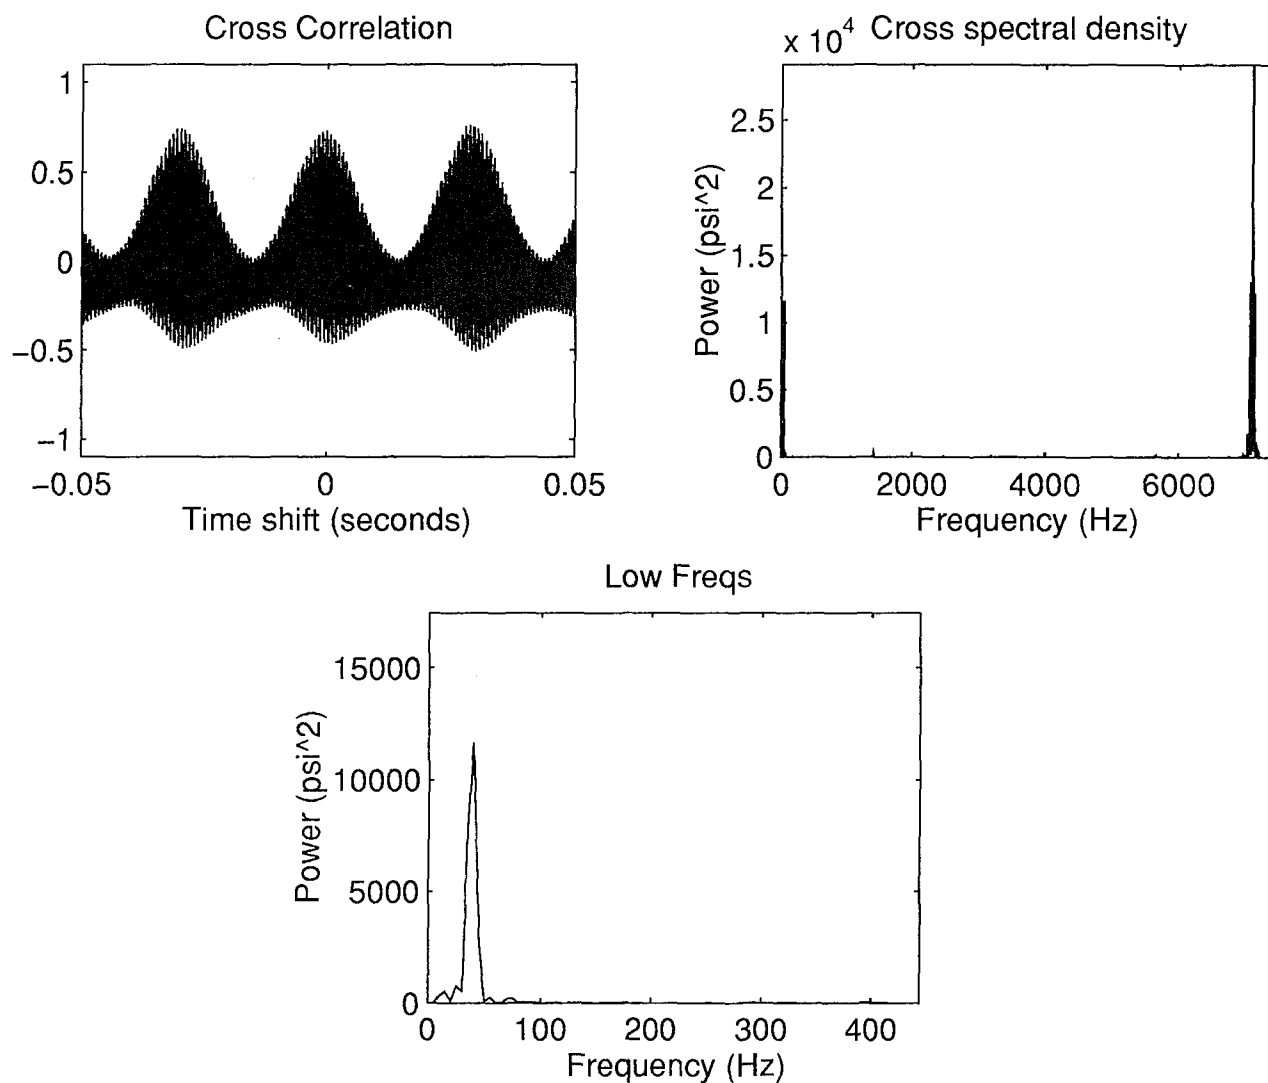 Cross Correlation
1
0.5
0
−0.5
−1
−0.05 0 0.05
Time shift (seconds)
x 10^4 Cross spectral density
Power (psi^2)
2.5
2
1.5
1
0.5
0
0 2000 4000 6000
Frequency (Hz)
Low Freqs
Power (psi^2)
15000
10000
5000
0
0 100 200 300 400
Frequency (Hz)